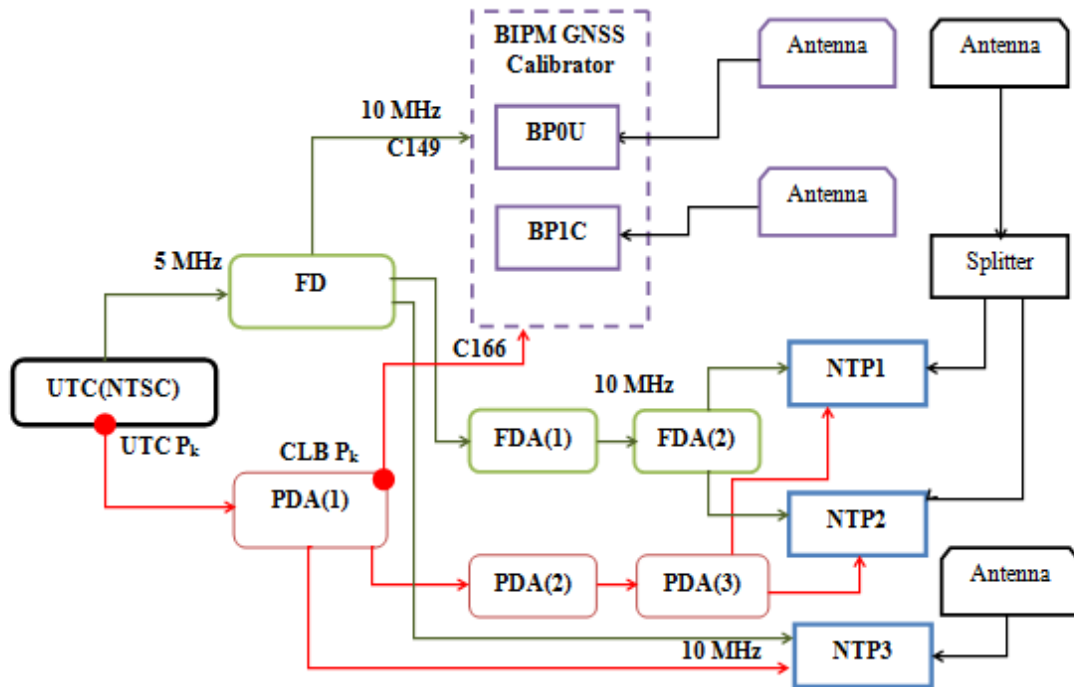 BIPM GNSS
Calibrator
Antenna
Antenna
10 MHz
C149
BP0U
Antenna
BP1C
5 MHz
FD
Splitter
C166
UTC(NTSC)
10 MHz
NTP1
UTC Pk
CLB Pk
FDA(1)
FDA(2)
PDA(1)
NTP2
PDA(2)
PDA(3)
Antenna
10 MHz
NTP3